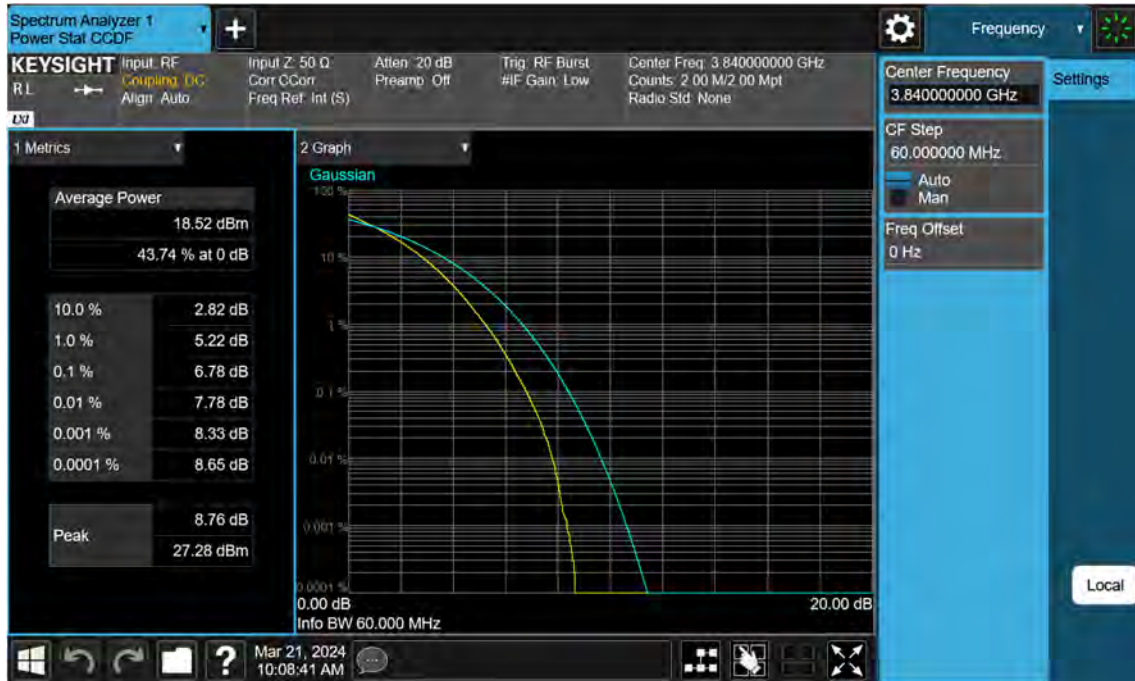 Spectrum Analyzer 1
Power Stat CCDF
Frequency
KEYSIGHT
RL
LXI
Input: RF
Coupling: DC
Align: Auto
Input Z: 50 Ω
Corr CCorr
Freq Ref: Int (S)
Atten: 20 dB
Preamp: Off
Trig: RF Burst
#IF Gain: Low
Center Freq: 3.840000000 GHz
Counts: 2.00 M/2.00 Mpt
Radio Std: None
Center Frequency
3.840000000 GHz
Settings
CF Step
60.000000 MHz
Auto
Man
Freq Offset
0 Hz
1 Metrics
Average Power
18.52 dBm
43.74 % at 0 dB
10.0 % 2.82 dB
1.0 % 5.22 dB
0.1 % 6.78 dB
0.01 % 7.78 dB
0.001 % 8.33 dB
0.0001 % 8.65 dB
Peak
8.76 dB
27.28 dBm
2 Graph
Gaussian
100 %
10 %
1 %
0.1 %
0.01 %
0.001 %
0.0001 %
0.00 dB
20.00 dB
Info BW 60.000 MHz
Local
?
Mar 21, 2024
10:08:41 AM